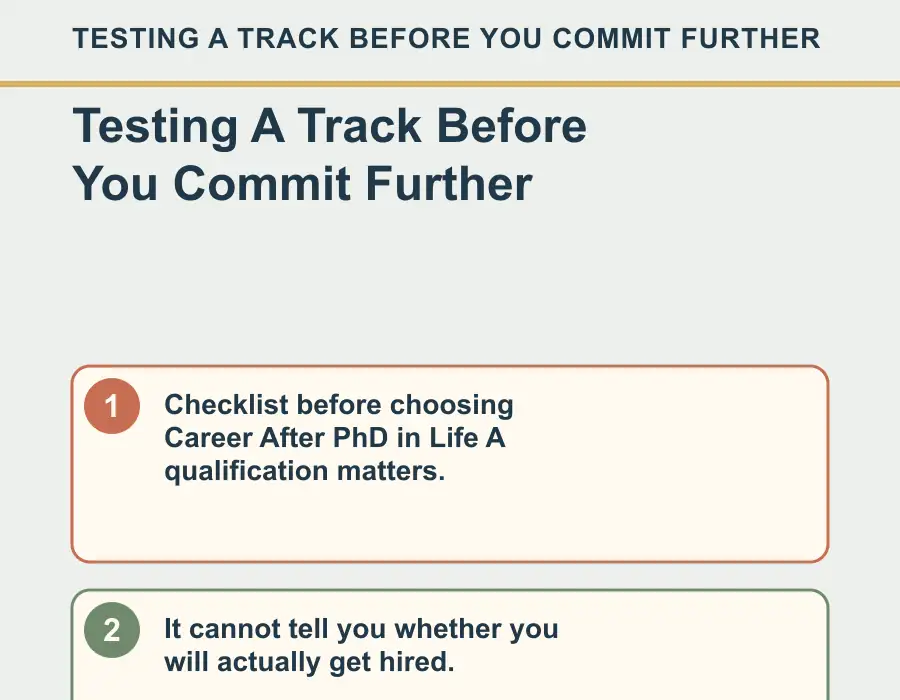 TESTING A TRACK BEFORE YOU COMMIT FURTHER
Testing A Track Before
You Commit Further
1
Checklist before choosing
Career After PhD in Life A
qualification matters.
2
It cannot tell you whether you
will actually get hired.